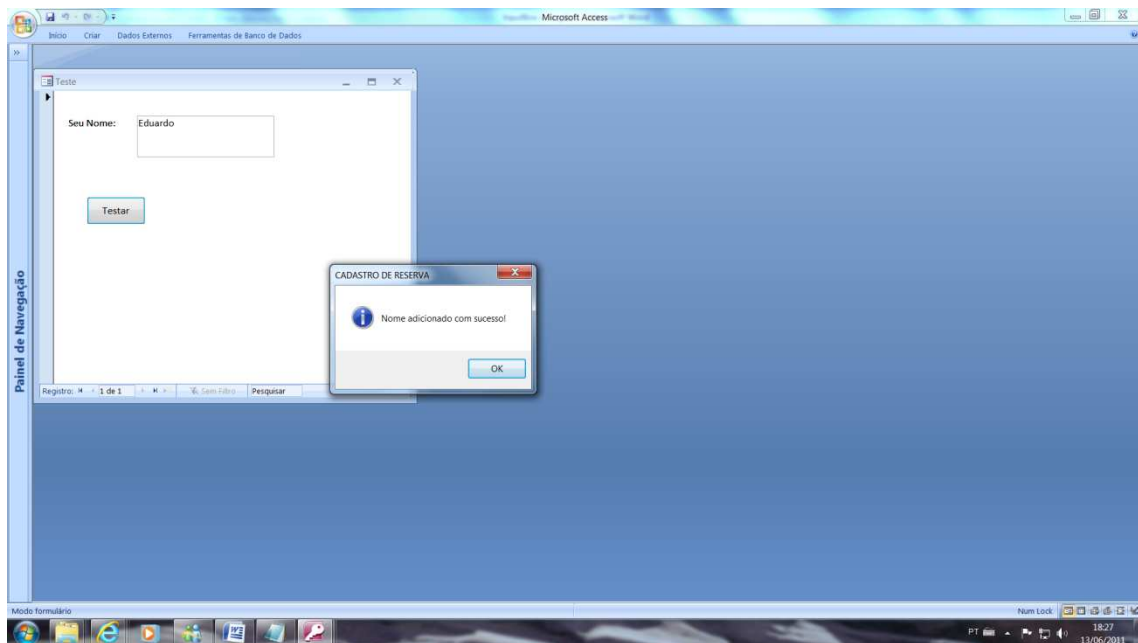 Microsoft Access
Início Criar Dados Externos Ferramentas de Banco de Dados
»
Teste
Seu Nome: Eduardo
Testar
CADASTRO DE RESERVA
Nome adicionado com sucesso!
OK
Painel de Navegação
Registro: 1 de 1 Sem Filtro Pesquisar
Modo formulário Num Lock
PT 18:27
13/06/2011